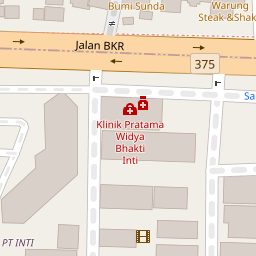 Bumi Sunda
Warung
Steak &Shak
Jalan BKR
375
Sa
Klinik Pratama
Widya
Bhakti
Inti
PT INTI